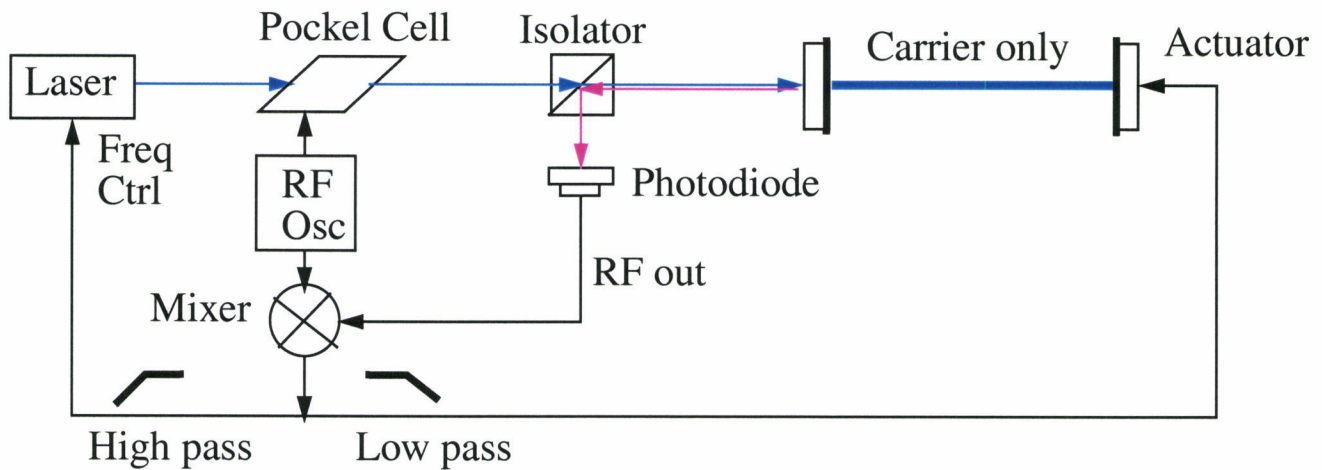 Pockel Cell
Isolator
Carrier only
Actuator
Laser
Freq
Ctrl
RF
Osc
Photodiode
RF out
Mixer
High pass
Low pass